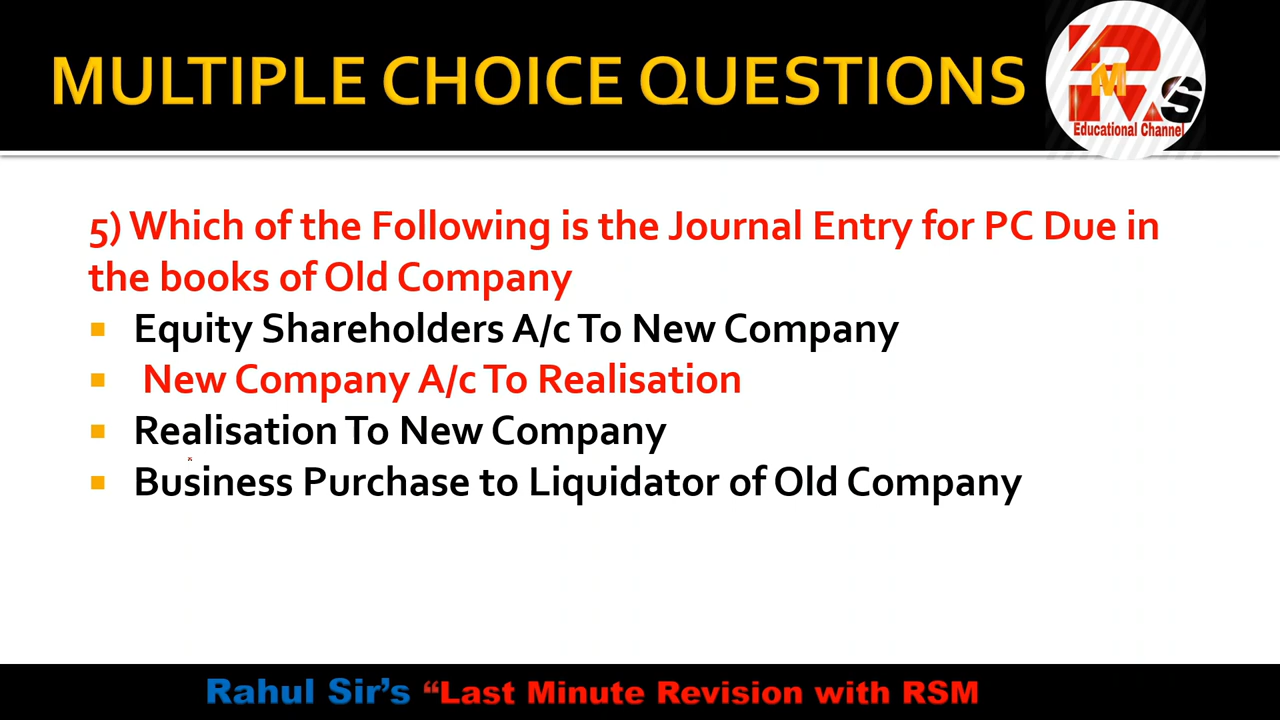 MULTIPLE CHOICE QUESTIONS
RMS
Educational Channel
5) Which of the Following is the Journal Entry for PC Due in
the books of Old Company
Equity Shareholders A/c To New Company
New Company A/c To Realisation
Realisation To New Company
Business Purchase to Liquidator of Old Company
Rahul Sir's "Last Minute Revision with RSM